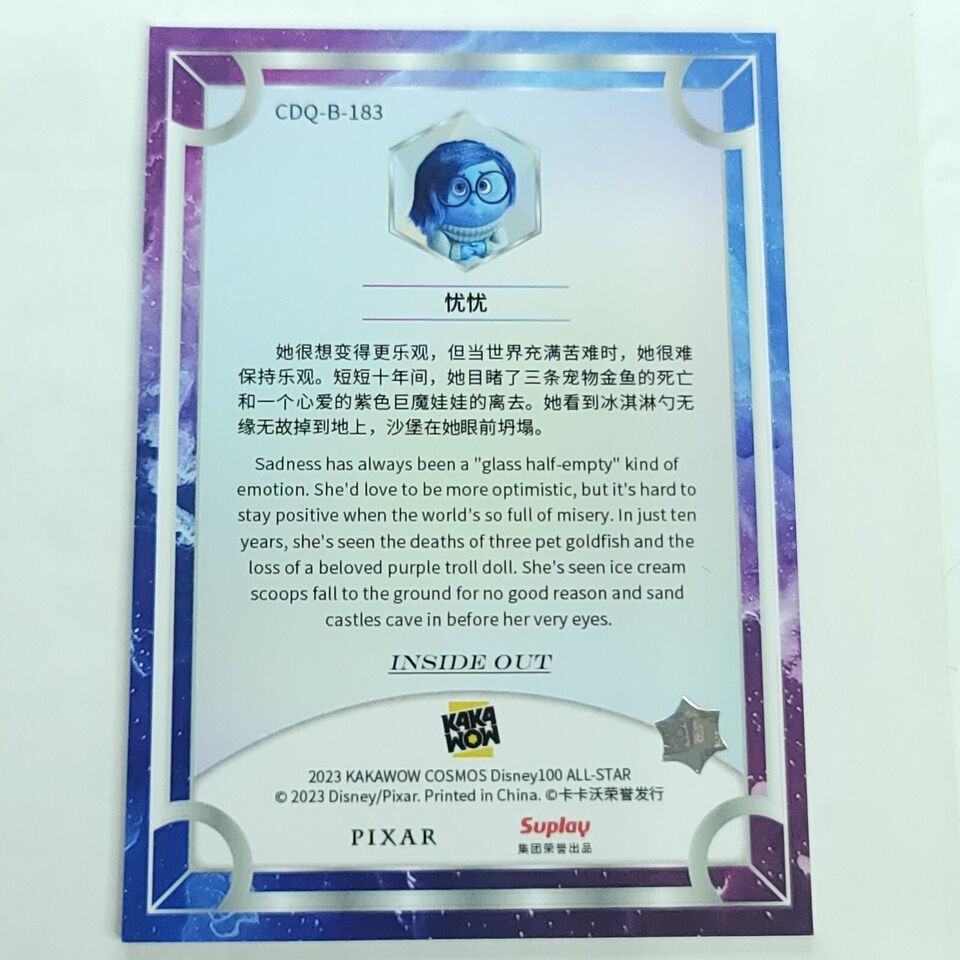 CDQ-B-183
忧忧
她很想变得更乐观，但当世界充满苦难时，她很难
保持乐观。短短十年间，她目睹了三条宠物金鱼的死亡
和一个心爱的紫色巨魔娃娃的离去。她看到冰淇淋勺无
缘无故掉到地上，沙堡在她眼前坍塌。
Sadness has always been a "glass half-empty" kind of
emotion. She'd love to be more optimistic, but it's hard to
stay positive when the world's so full of misery. In just ten
years, she's seen the deaths of three pet goldfish and the
loss of a beloved purple troll doll. She's seen ice cream
scoops fall to the ground for no good reason and sand
castles cave in before her very eyes.
INSIDE OUT
KAKA
WOW
2023 KAKAWOW COSMOS Disney100 ALL-STAR
© 2023 Disney/Pixar. Printed in China. ©卡卡沃荣誉发行
PIXAR
Suplay
集团荣誉出品